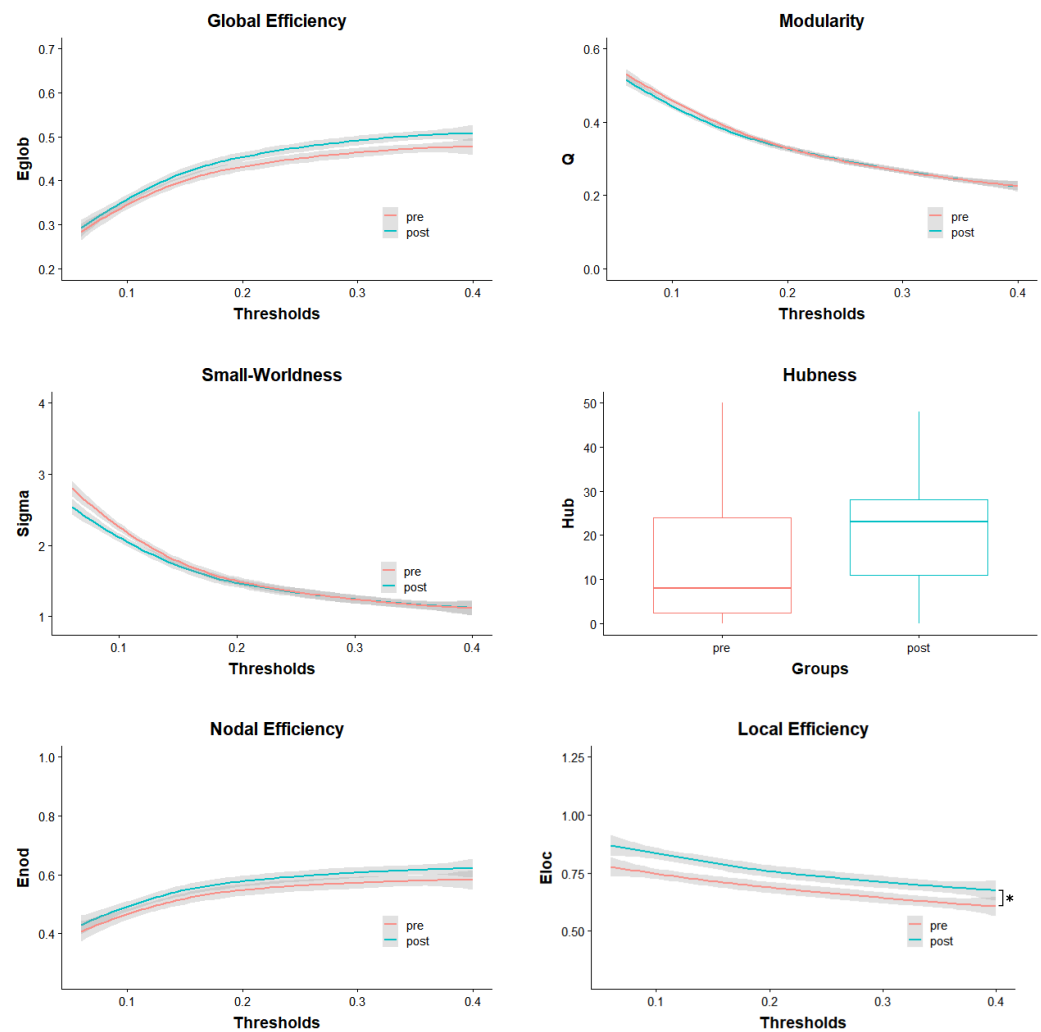 Global Efficiency
0.7
0.6
0.5
0.4
0.3
0.2
Eglob
pre
post
0.1 0.2 0.3 0.4
Thresholds
Modularity
0.6
0.4
0.2
0.0
Q
pre
post
0.1 0.2 0.3 0.4
Thresholds
Small-Worldness
4
3
2
1
Sigma
pre
post
0.1 0.2 0.3 0.4
Thresholds
Hubness
50
40
30
20
10
0
Hub
pre post
Groups
Nodal Efficiency
1.0
0.8
0.6
0.4
Enod
pre
post
0.1 0.2 0.3 0.4
Thresholds
Local Efficiency
1.25
1.00
0.75
0.50
Eloc
*
pre
post
0.1 0.2 0.3 0.4
Thresholds